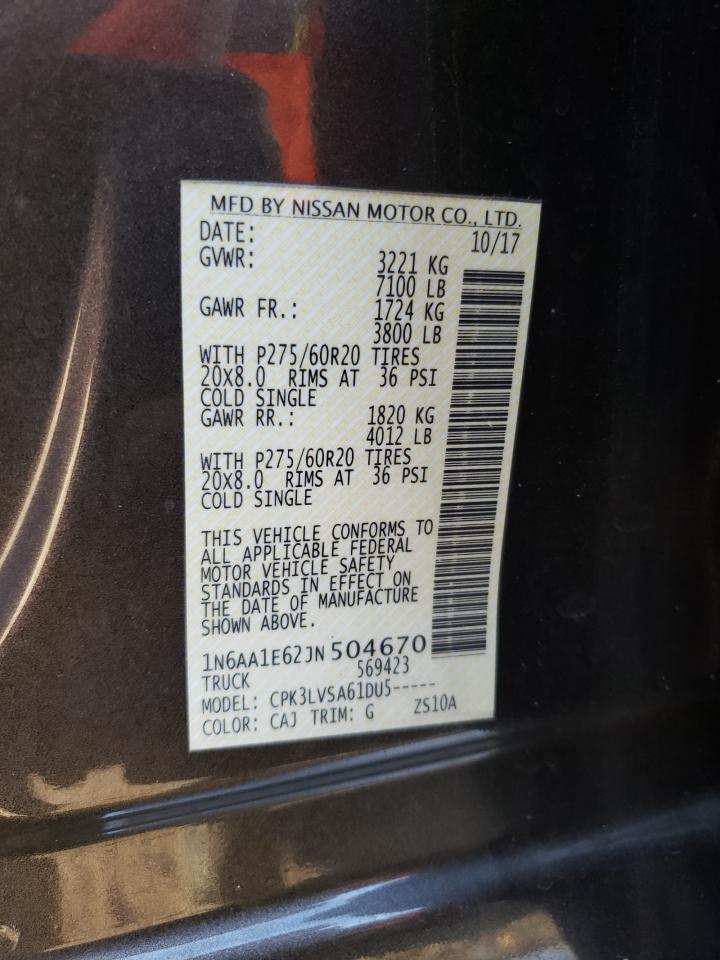 MFD BY NISSAN MOTOR CO., LTD.
DATE: 10/17
GVWR: 3221 KG
7100 LB
GAWR FR.: 1724 KG
3800 LB
WITH P275/60R20 TIRES
20X8.0 RIMS AT 36 PSI
COLD SINGLE
GAWR RR.: 1820 KG
4012 LB
WITH P275/60R20 TIRES
20X8.0 RIMS AT 36 PSI
COLD SINGLE
THIS VEHICLE CONFORMS TO
ALL APPLICABLE FEDERAL
MOTOR VEHICLE SAFETY
STANDARDS IN EFFECT ON
THE DATE OF MANUFACTURE
SHOWN ABOVE.
1N6AA1E62JN504670
TRUCK 569423
MODEL: CPK3LVSA61DU5-----
COLOR: CAJ TRIM: G ZS10A